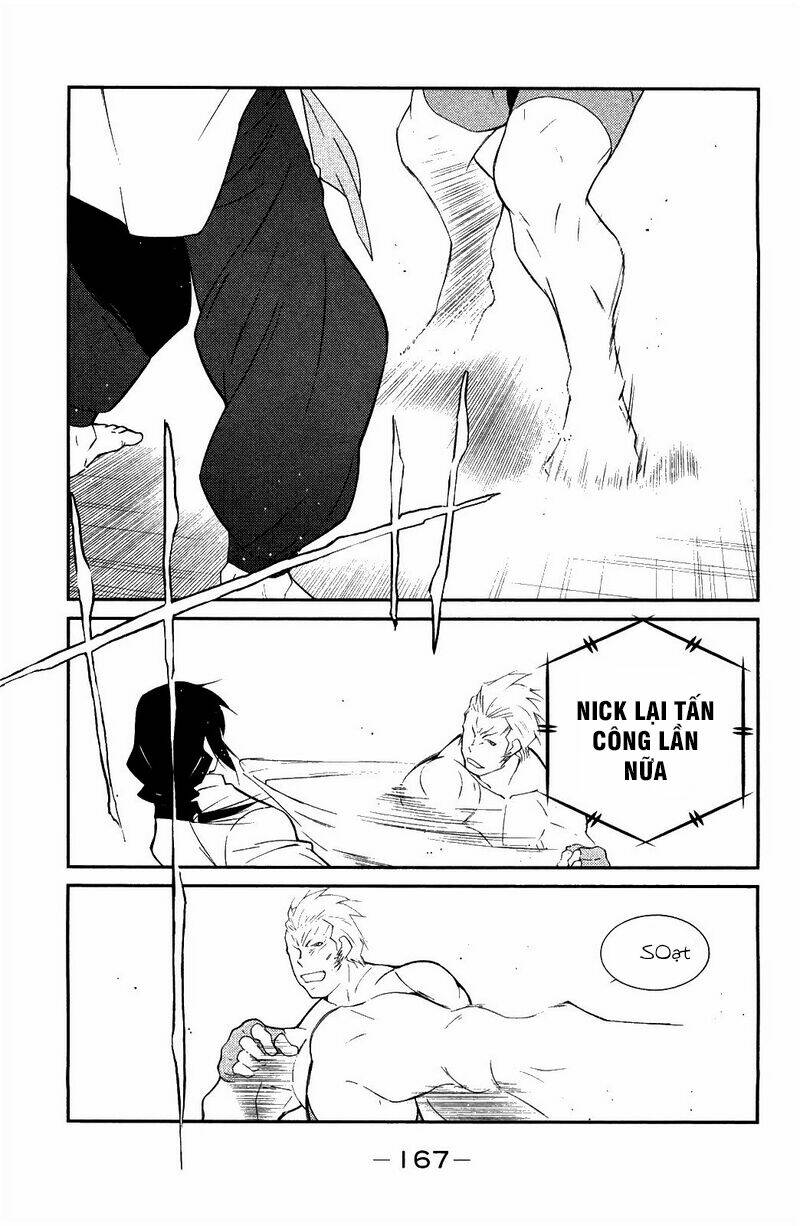 NICK LẠI TẤN
CÔNG LẦN
NỮA
SOạt
—167—